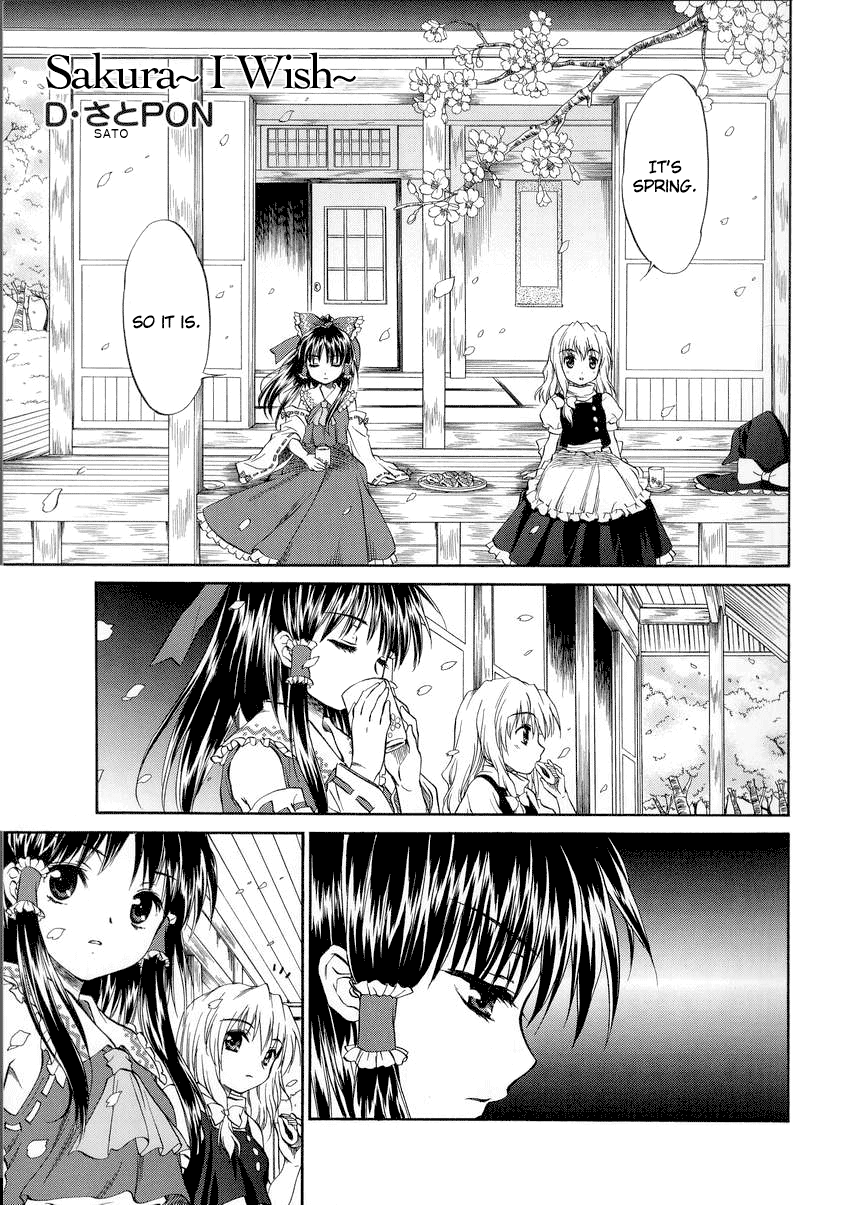 Sakura~ I Wish~
D・さとPON
SATO
IT'S
SPRING.
SO IT IS.